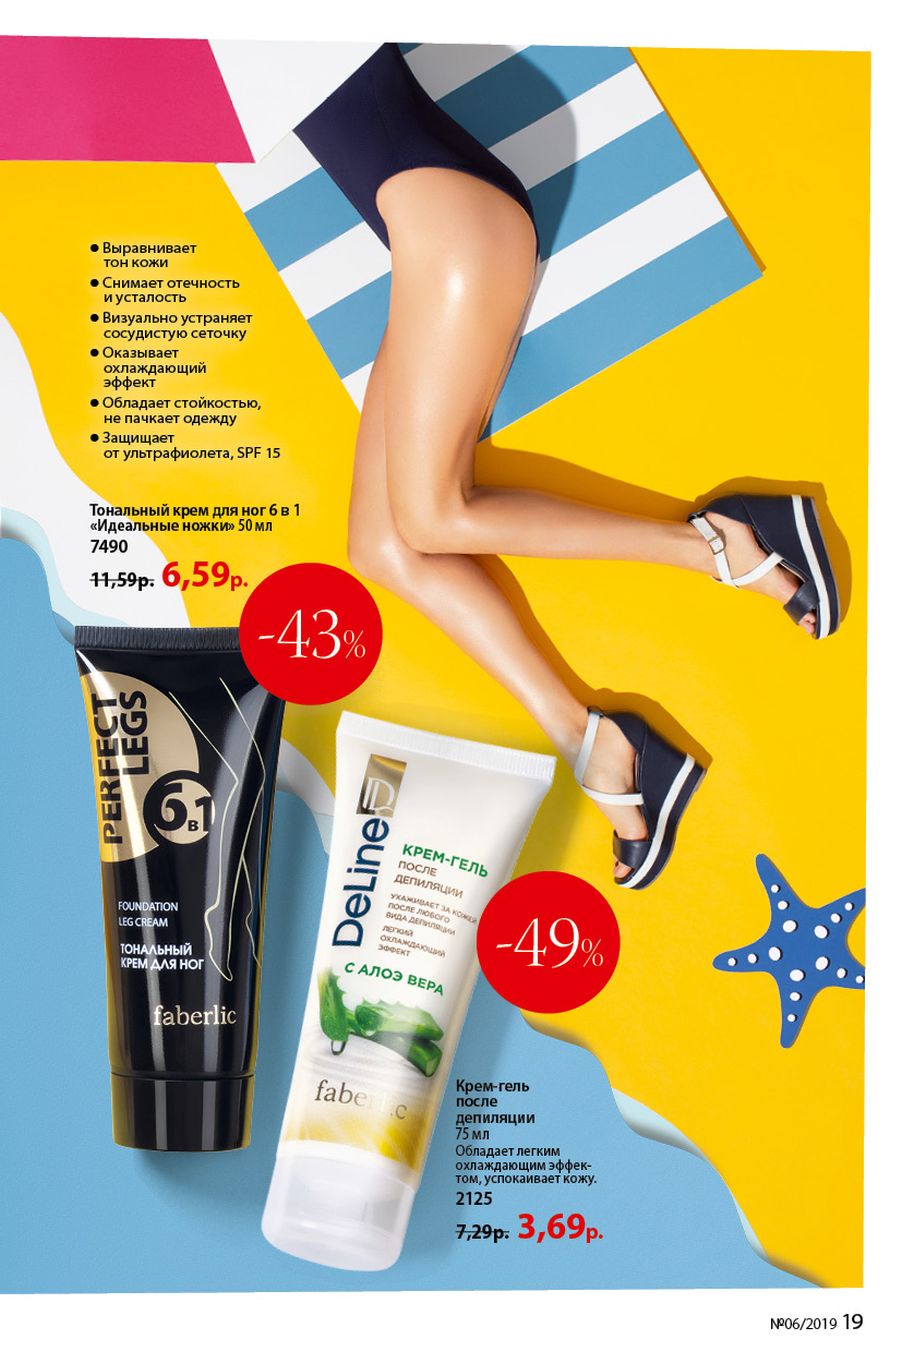 ● Выравнивает
тон кожи
● Снимает отечность
и усталость
● Визуально устраняет
сосудистую сеточку
● Оказывает
охлаждающий
эффект
● Обладает стойкостью,
не пачкает одежду
● Защищает
от ультрафиолета, SPF 15
Тональный крем для ног 6 в 1
«Идеальные ножки» 50 мл
7490
11,59р. 6,59р.
-43%
PERFECT
LEGS
6 в 1
FOUNDATION
LEG CREAM
ТОНАЛЬНЫЙ
КРЕМ ДЛЯ НОГ
faberlic
DeLine
КРЕМ-ГЕЛЬ
ПОСЛЕ
ДЕПИЛЯЦИИ
УХАЖИВАЕТ ЗА КОЖЕЙ
ПОСЛЕ ЛЮБОГО
ВИДА ДЕПИЛЯЦИИ
ЛЕГКИЙ
ОХЛАЖДАЮЩИЙ
ЭФФЕКТ
С АЛОЭ ВЕРА
faberlic
-49%
Крем-гель
после
депиляции
75 мл
Обладает легким
охлаждающим эффек-
том, успокаивает кожу.
2125
7,29р. 3,69р.
№06/2019 19